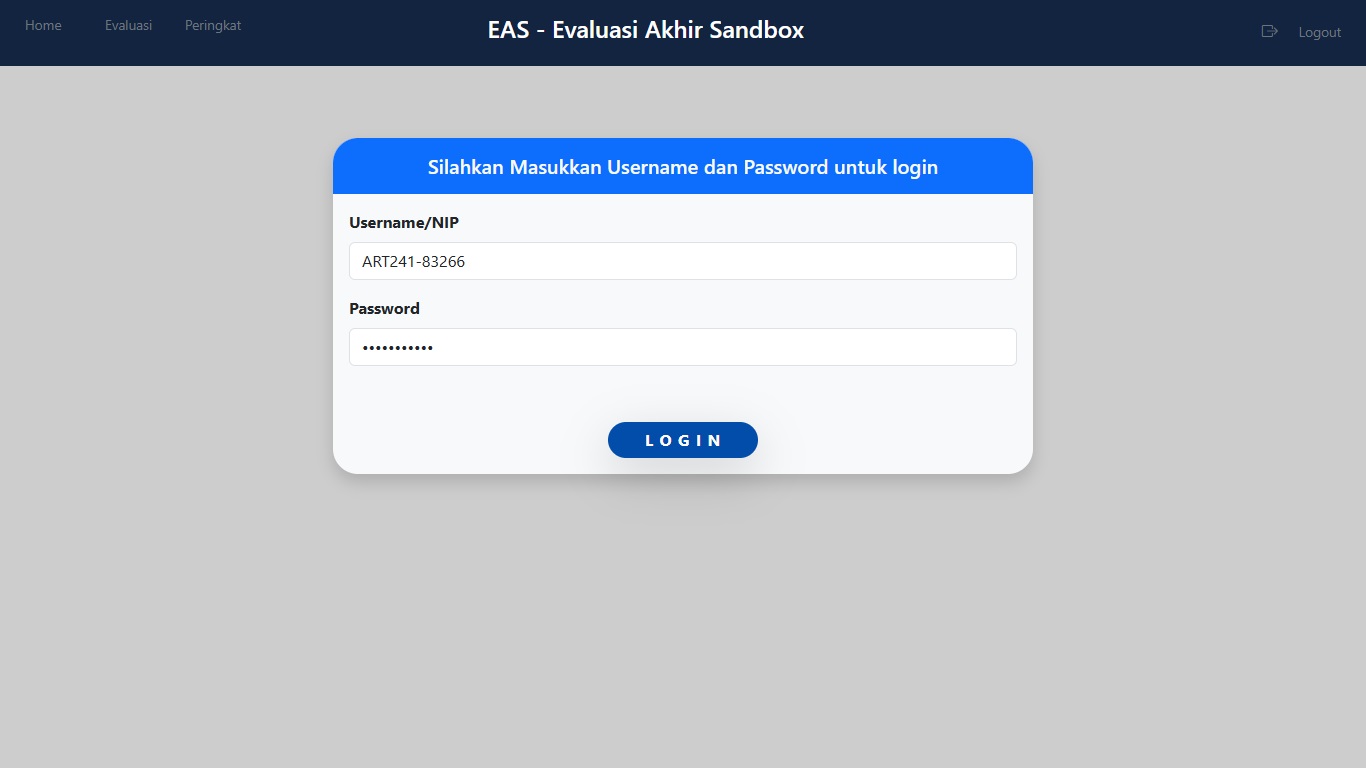 Home Evaluasi Peringkat EAS - Evaluasi Akhir Sandbox Logout
Silahkan Masukkan Username dan Password untuk login
Username/NIP
ART241-83266
Password
•••••••••••
LOGIN